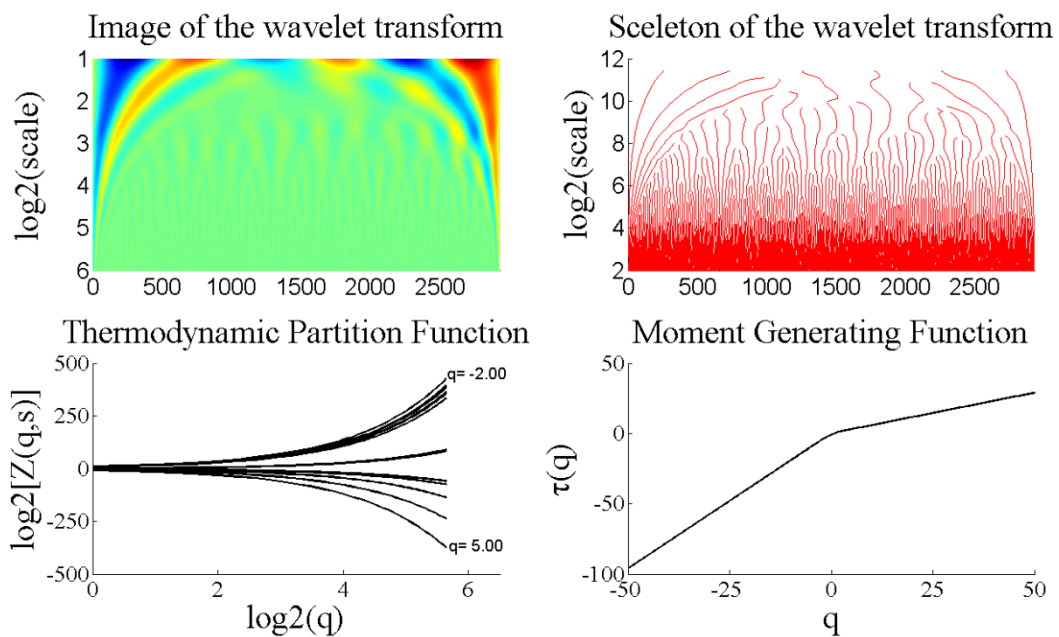 Image of the wavelet transform
log2(scale)
1
2
3
4
5
6
0 500 1000 1500 2000 2500
Sceleton of the wavelet transform
log2(scale)
12
10
8
6
4
2
0 500 1000 1500 2000 2500
Thermodynamic Partition Function
log2[Z(q,s)]
500
250
0
-250
-500
q= -2.00
q= 5.00
0 2 4 6
log2(q)
Moment Generating Function
τ(q)
50
0
-50
-100
-50 -25 0 25 50
q